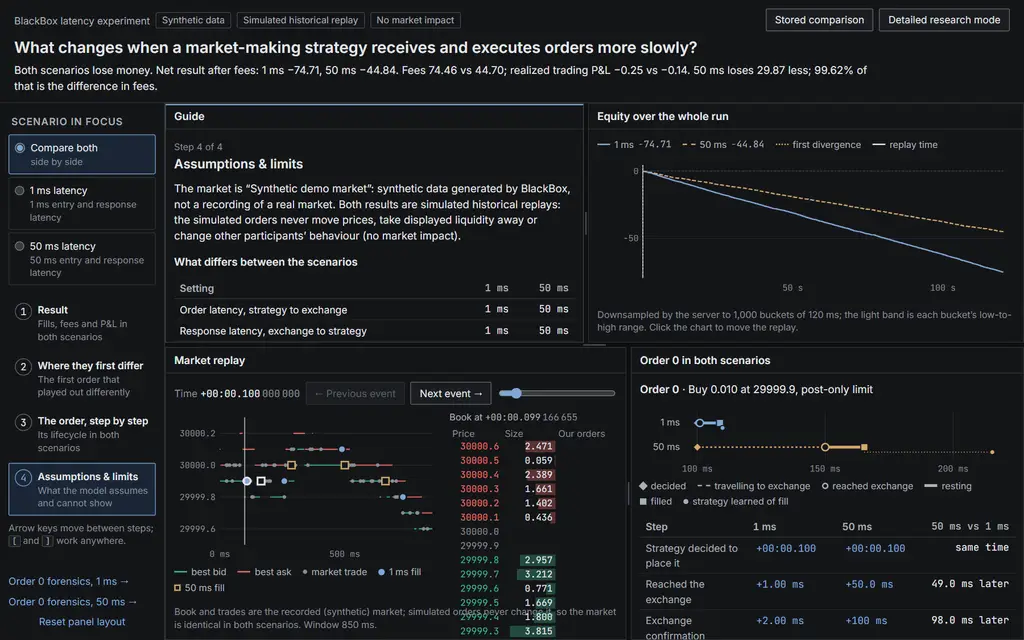 BlackBox latency experiment Synthetic data Simulated historical replay No market impact Stored comparison Detailed research mode
What changes when a market-making strategy receives and executes orders more slowly?
Both scenarios lose money. Net result after fees: 1 ms −74.71, 50 ms −44.84. Fees 74.46 vs 44.70; realized trading P&L −0.25 vs −0.14. 50 ms loses 29.87 less; 99.62% of
that is the difference in fees.
SCENARIO IN FOCUS
Compare both
side by side
1 ms latency
1 ms entry and response
latency
50 ms latency
50 ms entry and response
latency
1 Result
Fills, fees and P&L in
both scenarios
2 Where they first differ
The first order that
played out differently
3 The order, step by step
Its lifecycle in both
scenarios
4 Assumptions & limits
What the model assumes
and cannot show
Arrow keys move between steps;
[ and ] work anywhere.
Order 0 forensics, 1 ms →
Order 0 forensics, 50 ms →
Reset panel layout
Guide
Step 4 of 4
Assumptions & limits
The market is “Synthetic demo market”: synthetic data generated by BlackBox,
not a recording of a real market. Both results are simulated historical replays:
the simulated orders never move prices, take displayed liquidity away or
change other participants’ behaviour (no market impact).
What differs between the scenarios
Setting 1 ms 50 ms
Order latency, strategy to exchange 1 ms 50 ms
Response latency, exchange to strategy 1 ms 50 ms
Equity over the whole run
1 ms -74.71 50 ms -44.84 first divergence replay time
0
-50
50 s 100 s
Downsampled by the server to 1,000 buckets of 120 ms; the light band is each bucket's low-to-
high range. Click the chart to move the replay.
Market replay
Time +00:00.100 000 000 ← Previous event Next event →
30000.2
30000.0
29999.8
29999.6
0 ms 500 ms
best bid best ask market trade 1 ms fill
50 ms fill
Book at +00:00.099 166 655
Price Size Our orders
30000.6 2.471
30000.5 0.059
30000.4 2.389
30000.3 1.661
30000.2 1.402
30000.1 0.436
30000.0
29999.9
29999.8 2.957
29999.7 3.212
29999.6 0.771
29999.5 1.669
29999.4 1.800
29999.3 3.815
Book and trades are the recorded (synthetic) market; simulated orders never change it, so the market
is identical in both scenarios. Window 850 ms.
Order 0 in both scenarios
Order 0 · Buy 0.010 at 29999.9, post-only limit
1 ms
50 ms
100 ms 150 ms 200 ms
decided travelling to exchange reached exchange resting
filled strategy learned of fill
Step 1 ms 50 ms 50 ms vs 1 ms
Strategy decided to
place it +00:00.100 +00:00.100 same time
Reached the
exchange +1.00 ms +50.0 ms 49.0 ms later
Exchange
confirmation +2.00 ms +100 ms 98.0 ms later